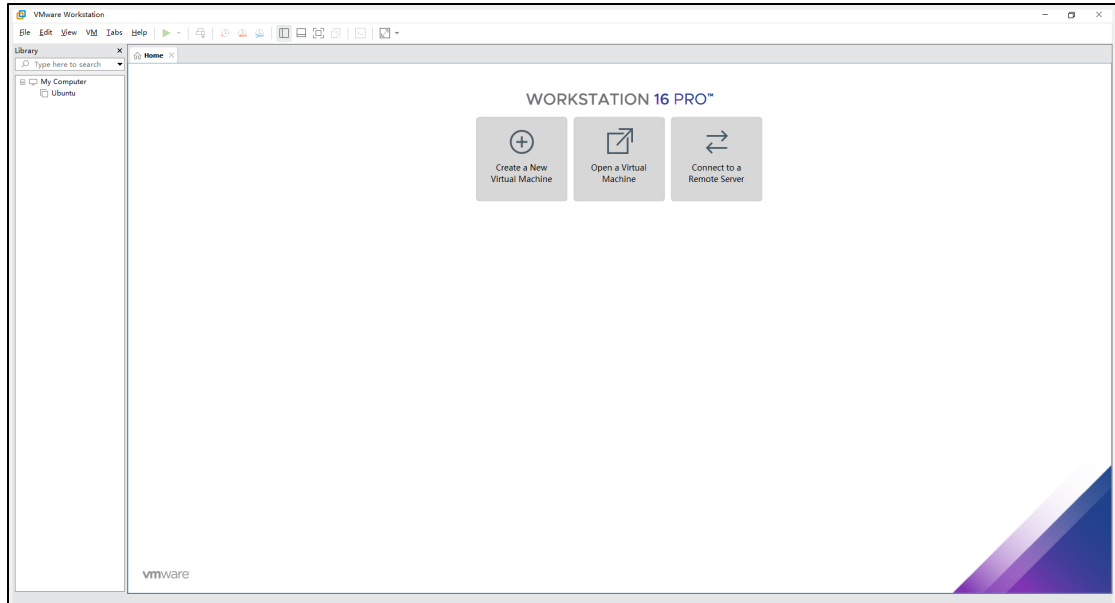 VMware Workstation
File Edit View VM Tabs Help
Library
Home
Type here to search
My Computer
Ubuntu
WORKSTATION 16 PRO™
Create a New
Virtual Machine
Open a Virtual
Machine
Connect to a
Remote Server
vmware